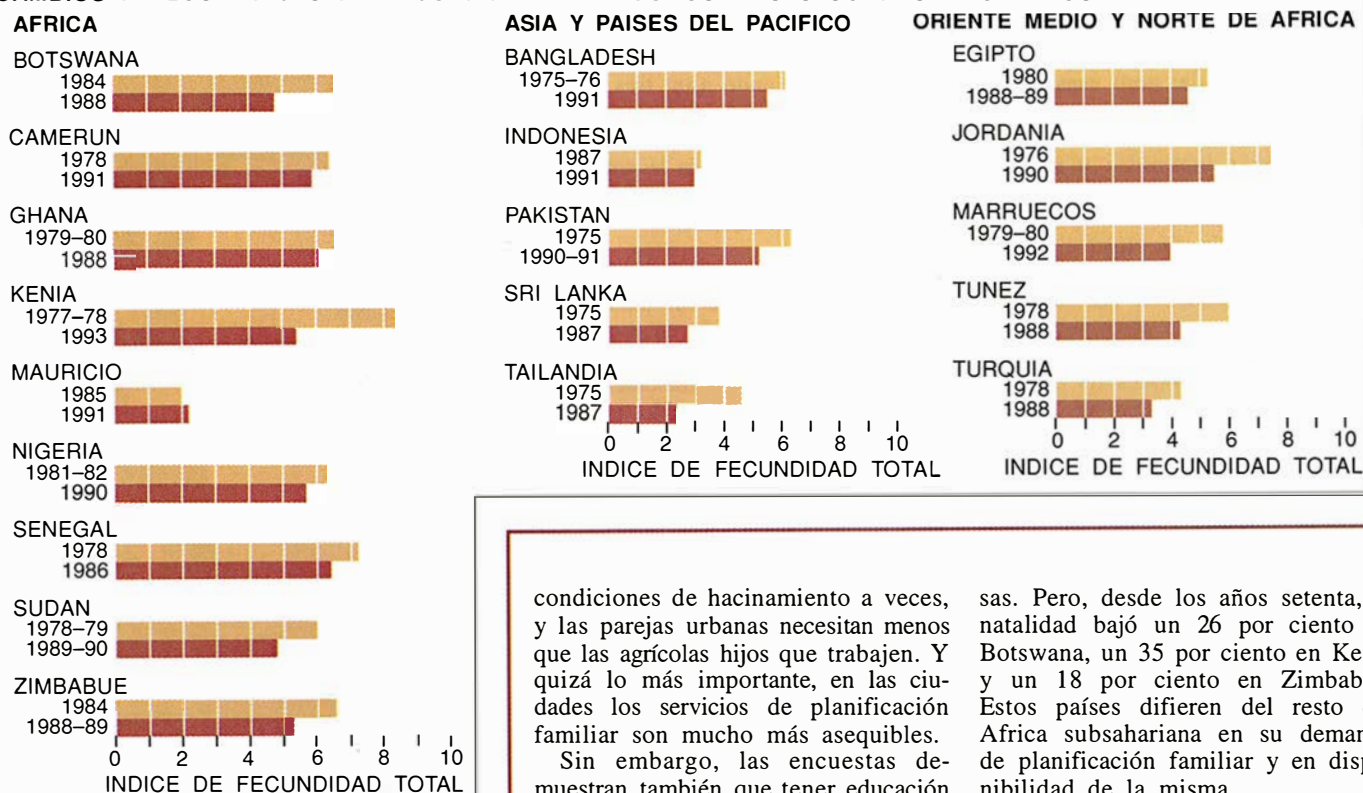 AFRICA
BOTSWANA
1984
1988
CAMERUN
1978
1991
GHANA
1979–80
1988
KENIA
1977–78
1993
MAURICIO
1985
1991
NIGERIA
1981–82
1990
SENEGAL
1978
1986
SUDAN
1978–79
1989–90
ZIMBABUE
1984
1988–89
0 2 4 6 8 10
INDICE DE FECUNDIDAD TOTAL
ASIA Y PAISES DEL PACIFICO
BANGLADESH
1975–76
1991
INDONESIA
1987
1991
PAKISTAN
1975
1990–91
SRI LANKA
1975
1987
TAILANDIA
1975
1987
0 2 4 6 8 10
INDICE DE FECUNDIDAD TOTAL
ORIENTE MEDIO Y NORTE DE AFRICA
EGIPTO
1980
1988–89
JORDANIA
1976
1990
MARRUECOS
1979–80
1992
TUNEZ
1978
1988
TURQUIA
1978
1988
0 2 4 6 8 10
INDICE DE FECUNDIDAD TOTAL
condiciones de hacinamiento a veces,
y las parejas urbanas necesitan menos
que las agrícolas hijos que trabajen. Y
quizá lo más importante, en las ciu-
dades los servicios de planificación
familiar son mucho más asequibles.
Sin embargo, las encuestas de-
muestran también que tener educación
sas. Pero, desde los años setenta,
natalidad bajó un 26 por ciento
Botswana, un 35 por ciento en Ke
y un 18 por ciento en Zimbab
Estos países difieren del resto
Africa subsahariana en su deman
de planificación familiar y en disp
nibilidad de la misma.